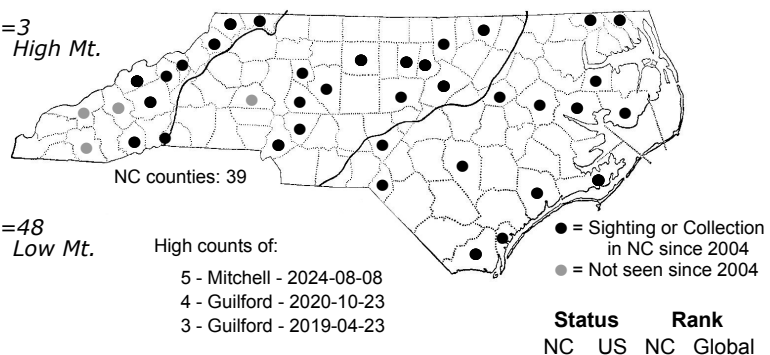 =3
High Mt.
NC counties: 39
=48
Low Mt.
High counts of:
5 - Mitchell - 2024-08-08
4 - Guilford - 2020-10-23
3 - Guilford - 2019-04-23
● = Sighting or Collection
in NC since 2004
● = Not seen since 2004
Status Rank
NC US NC Global